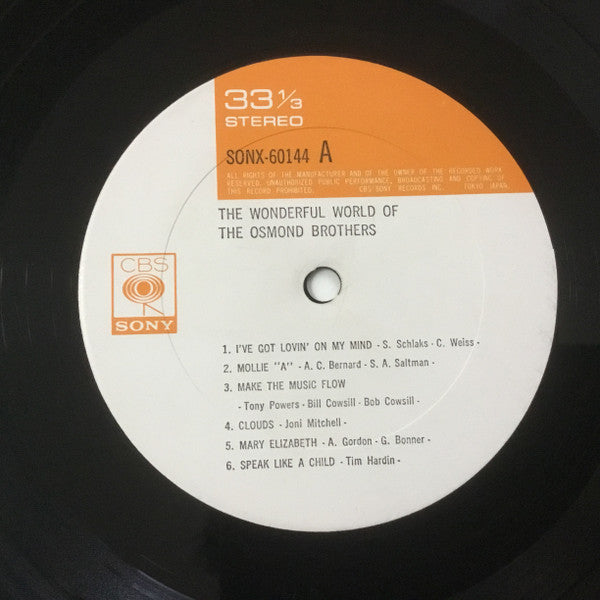 33 1/3
STEREO
SONX-60144 A
ALL RIGHTS OF THE MANUFACTURER AND OF THE OWNER OF THE RECORDED WORK
RESERVED. UNAUTHORIZED PUBLIC PERFORMANCE, BROADCASTING AND COPYING OF
THIS RECORD PROHIBITED. CBS/SONY RECORDS INC. TOKYO JAPAN.
THE WONDERFUL WORLD OF
THE OSMOND BROTHERS
CBS
SONY
1. I'VE GOT LOVIN' ON MY MIND - S. Schlaks - C. Weiss -
2. MOLLIE "A" - A. C. Bernard - S. A. Saltman -
3. MAKE THE MUSIC FLOW
- Tony Powers - Bill Cowsill - Bob Cowsill -
4. CLOUDS - Joni Mitchell -
5. MARY ELIZABETH - A. Gordon - G. Bonner -
6. SPEAK LIKE A CHILD - Tim Hardin -